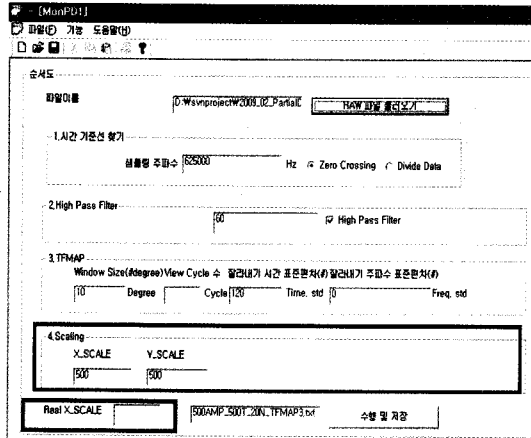 - [MonPD1]
파일(F) 기능 도움말(H)
순서도
파일이름
D:\svnproject\2009_02_PartialD
RAW 파일 불러오기
1.시간 기준선 찾기
샘플링 주파수 625000 Hz Zero Crossing Divide Data
2.High Pass Filter
60 High Pass Filter
3.TFMAP
Window Size(#degree) View Cycle 수 잘라내기 시간 표준편차(#) 잘라내기 주파수 표준편차(#)
10 Degree Cycle 120 Time. std 0 Freq. std
4.Scaling
X_SCALE Y_SCALE
500 500
Real X_SCALE 500AMP_500T_20N_TFMAP3.txt 수행 및 저장